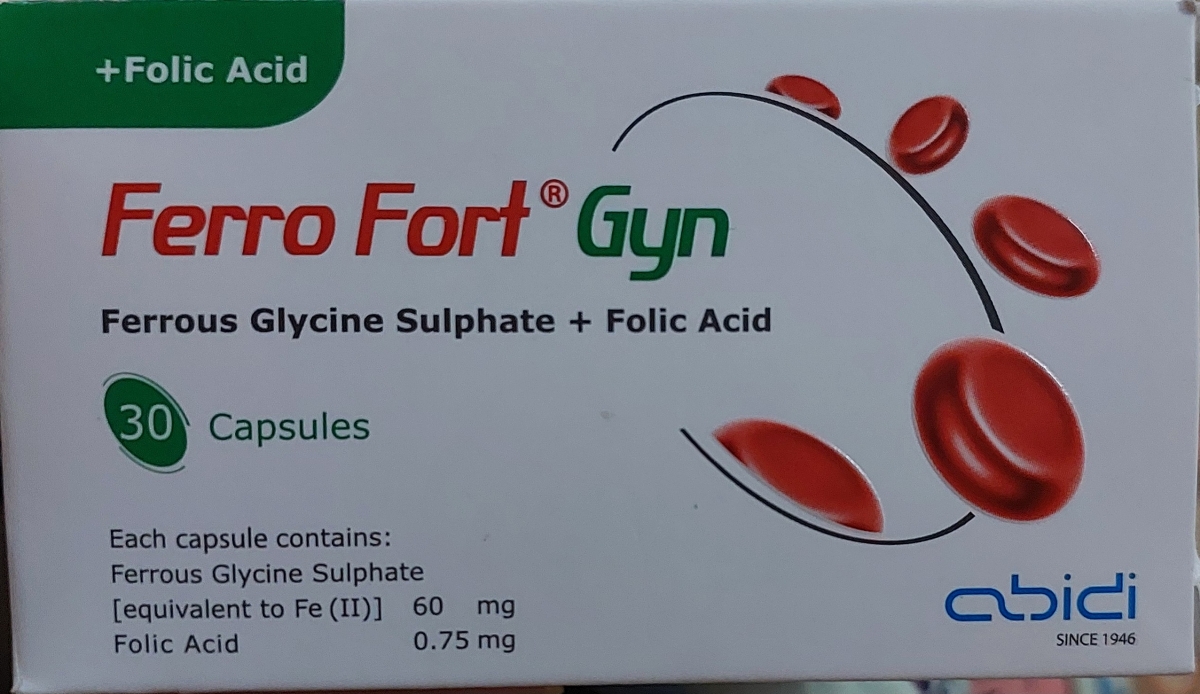 +Folic Acid
Ferro Fort® Gyn
Ferrous Glycine Sulphate + Folic Acid
30 Capsules
Each capsule contains:
Ferrous Glycine Sulphate
[equivalent to Fe (II)] 60 mg
Folic Acid 0.75 mg
abidi
SINCE 1946